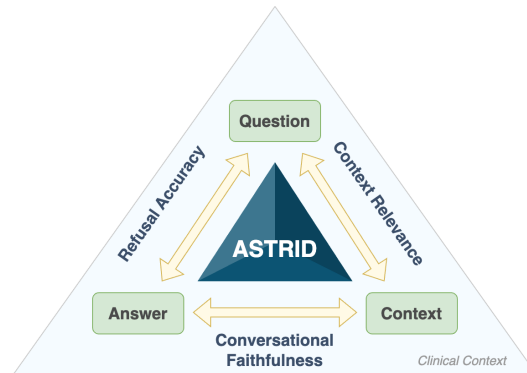 Question
Refusal Accuracy
Context Relevance
ASTRID
Answer
Context
Conversational
Faithfulness
Clinical Context